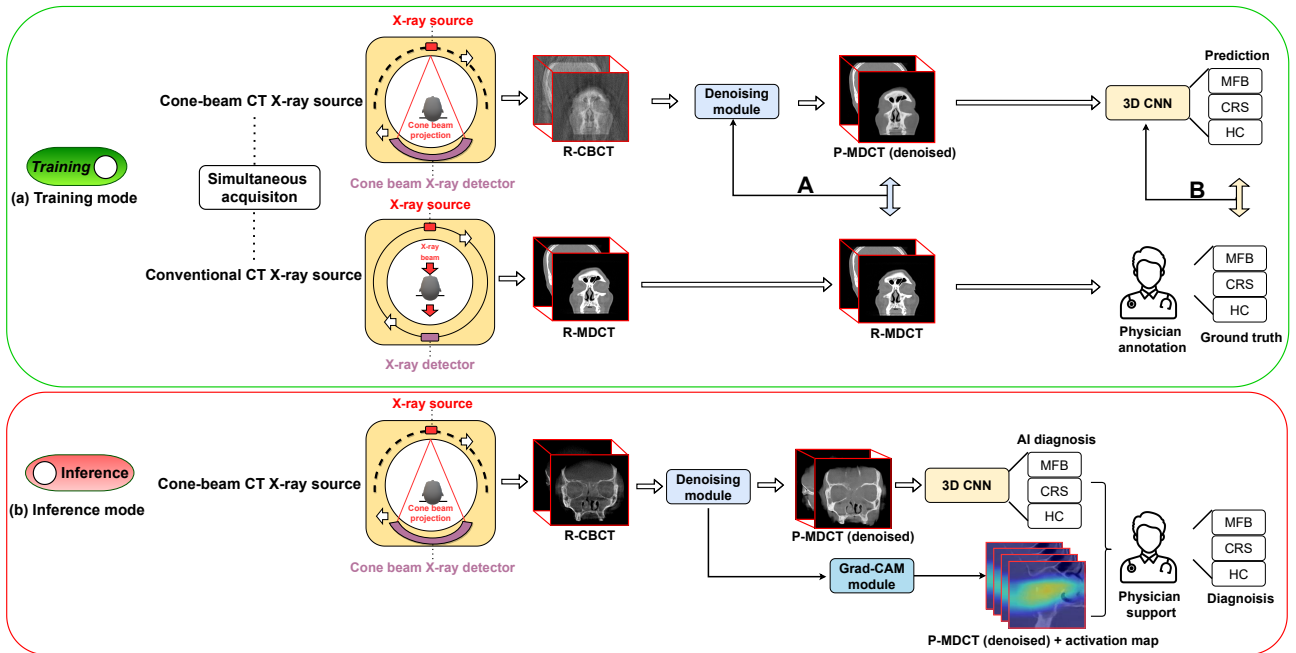 X-ray source
Cone-beam CT X-ray source
Cone beam
projection
Cone beam X-ray detector
R-CBCT
Denoising
module
P-MDCT (denoised)
3D CNN
Prediction
MFB
CRS
HC
Training
(a) Training mode
Simultaneous
acquisiton
A
B
X-ray source
Conventional CT X-ray source
X-ray
beam
X-ray detector
R-MDCT
R-MDCT
Physician
annotation
MFB
CRS
HC
Ground truth
Inference
(b) Inference mode
X-ray source
Cone-beam CT X-ray source
Cone beam
projection
Cone beam X-ray detector
R-CBCT
Denoising
module
P-MDCT (denoised)
3D CNN
AI diagnosis
MFB
CRS
HC
Grad-CAM
module
P-MDCT (denoised) + activation map
Physician
support
MFB
CRS
HC
Diagnoisis